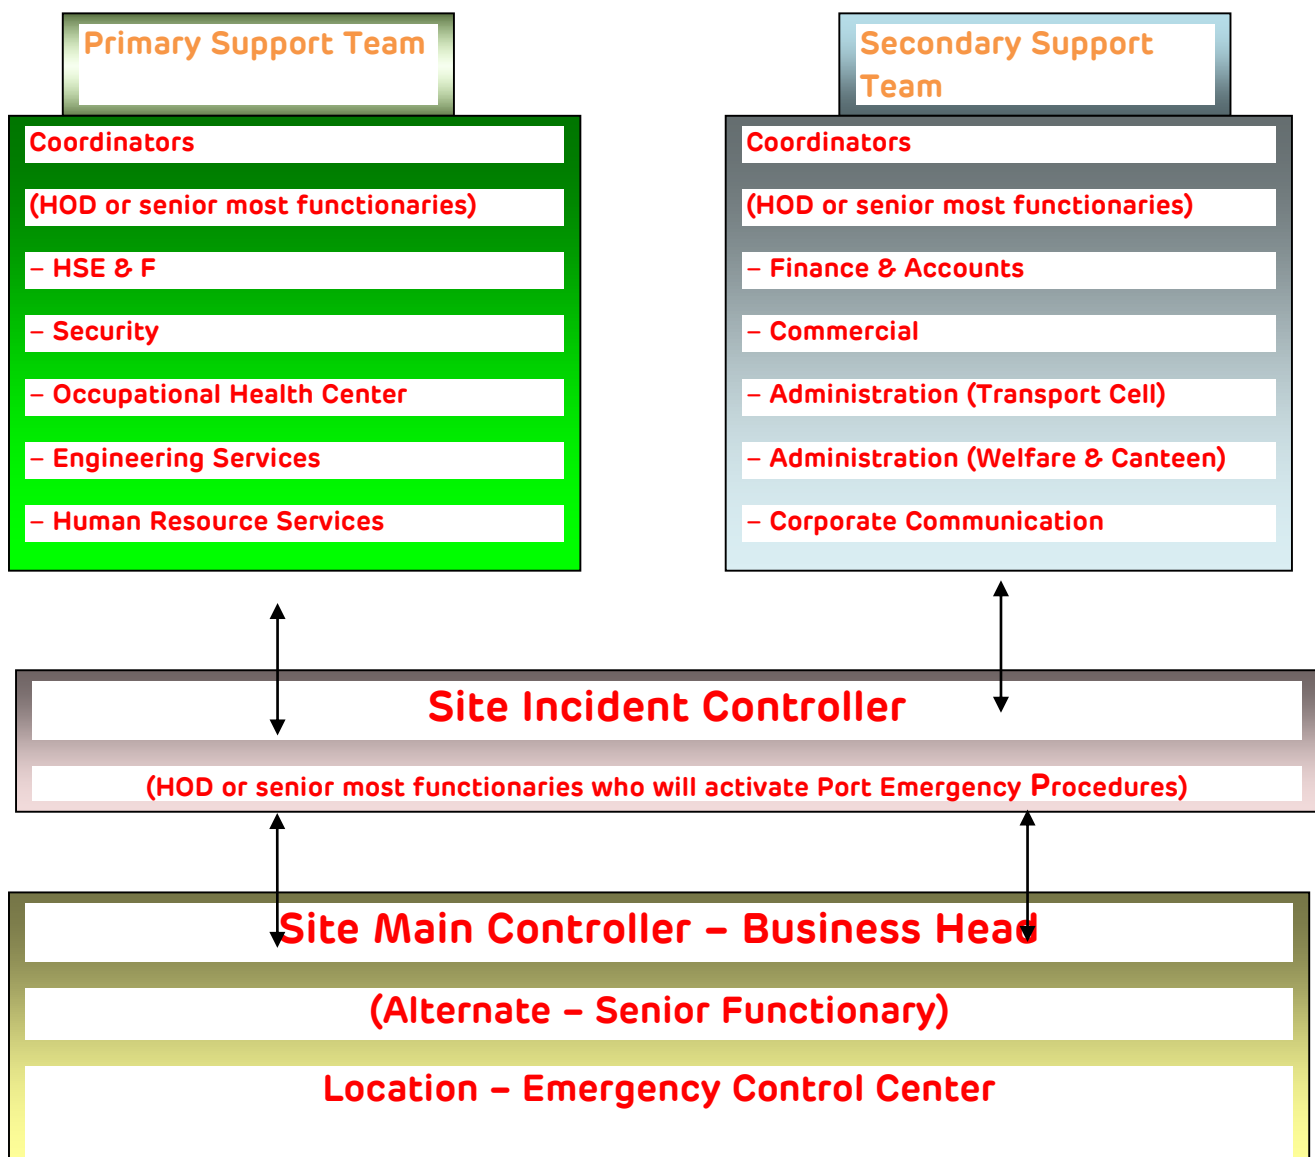 Primary Support Team
Coordinators
(HOD or senior most functionaries)
– HSE & F
– Security
– Occupational Health Center
– Engineering Services
– Human Resource Services
Secondary Support
Team
Coordinators
(HOD or senior most functionaries)
– Finance & Accounts
– Commercial
– Administration (Transport Cell)
– Administration (Welfare & Canteen)
– Corporate Communication
Site Incident Controller
(HOD or senior most functionaries who will activate Port Emergency Procedures)
Site Main Controller – Business Head
(Alternate – Senior Functionary)
Location – Emergency Control Center